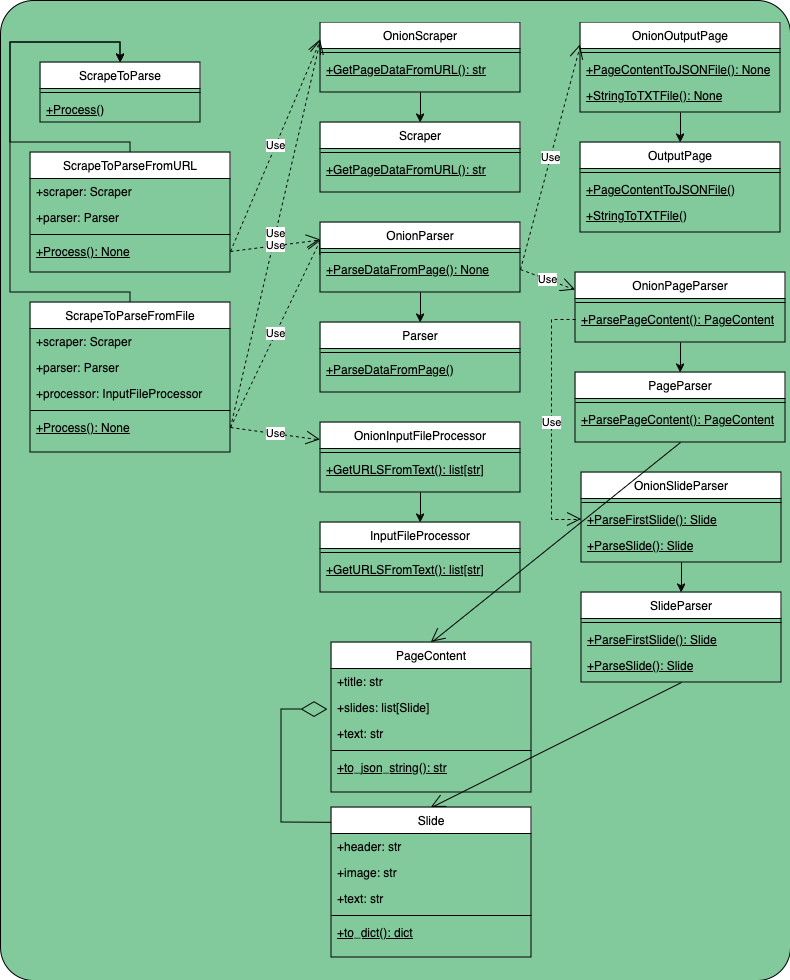 ScrapeToParse
+Process()
ScrapeToParseFromURL
+scraper: Scraper
+parser: Parser
+Process(): None
ScrapeToParseFromFile
+scraper: Scraper
+parser: Parser
+processor: InputFileProcessor
+Process(): None
Use
Use
Use
Use
Use
OnionScraper
+GetPageDataFromURL(): str
Scraper
+GetPageDataFromURL(): str
OnionParser
+ParseDataFromPage(): None
Parser
+ParseDataFromPage()
OnionInputFileProcessor
+GetURLSFromText(): list[str]
InputFileProcessor
+GetURLSFromText(): list[str]
Use
Use
Use
OnionOutputPage
+PageContentToJSONFile(): None
+StringToTXTFile(): None
OutputPage
+PageContentToJSONFile()
+StringToTXTFile()
OnionPageParser
+ParsePageContent(): PageContent
PageParser
+ParsePageContent(): PageContent
OnionSlideParser
+ParseFirstSlide(): Slide
+ParseSlide(): Slide
SlideParser
+ParseFirstSlide(): Slide
+ParseSlide(): Slide
PageContent
+title: str
+slides: list[Slide]
+text: str
+to_json_string(): str
Slide
+header: str
+image: str
+text: str
+to_dict(): dict